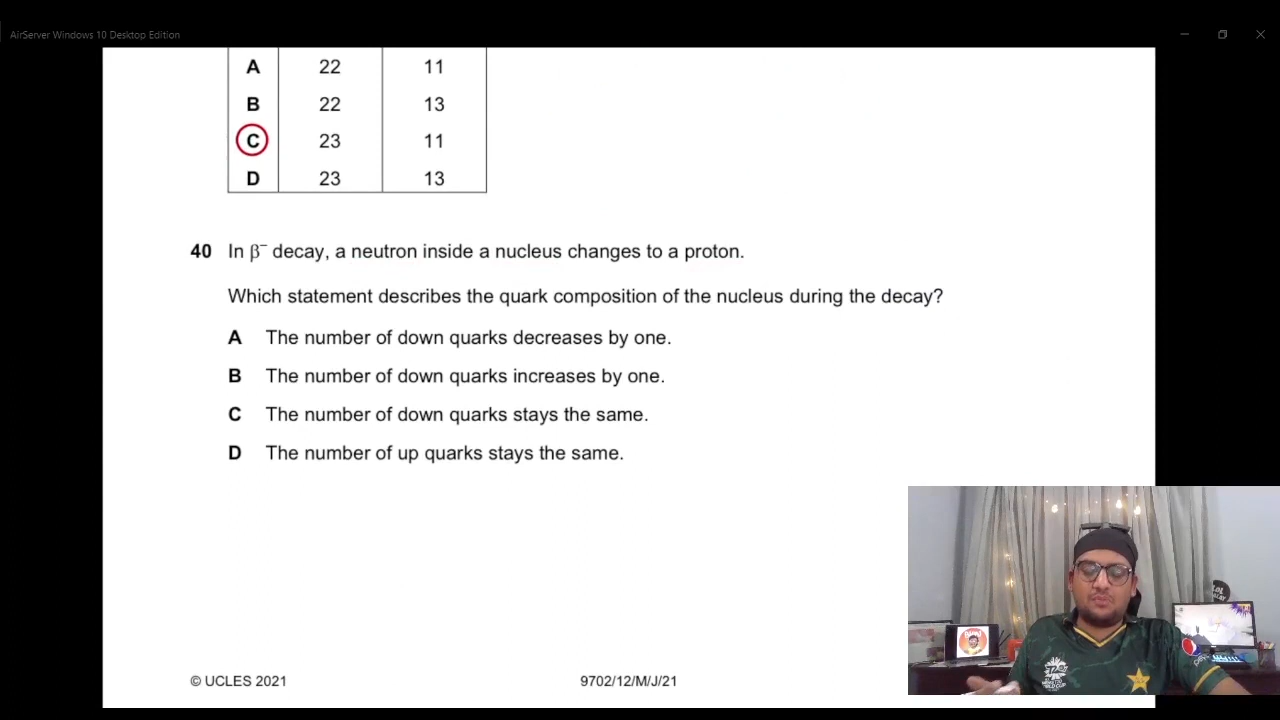 AirServer Windows 10 Desktop Edition
A 22 11
B 22 13
C 23 11
D 23 13
40 In β⁻ decay, a neutron inside a nucleus changes to a proton.
Which statement describes the quark composition of the nucleus during the decay?
A The number of down quarks decreases by one.
B The number of down quarks increases by one.
C The number of down quarks stays the same.
D The number of up quarks stays the same.
© UCLES 2021
9702/12/M/J/21